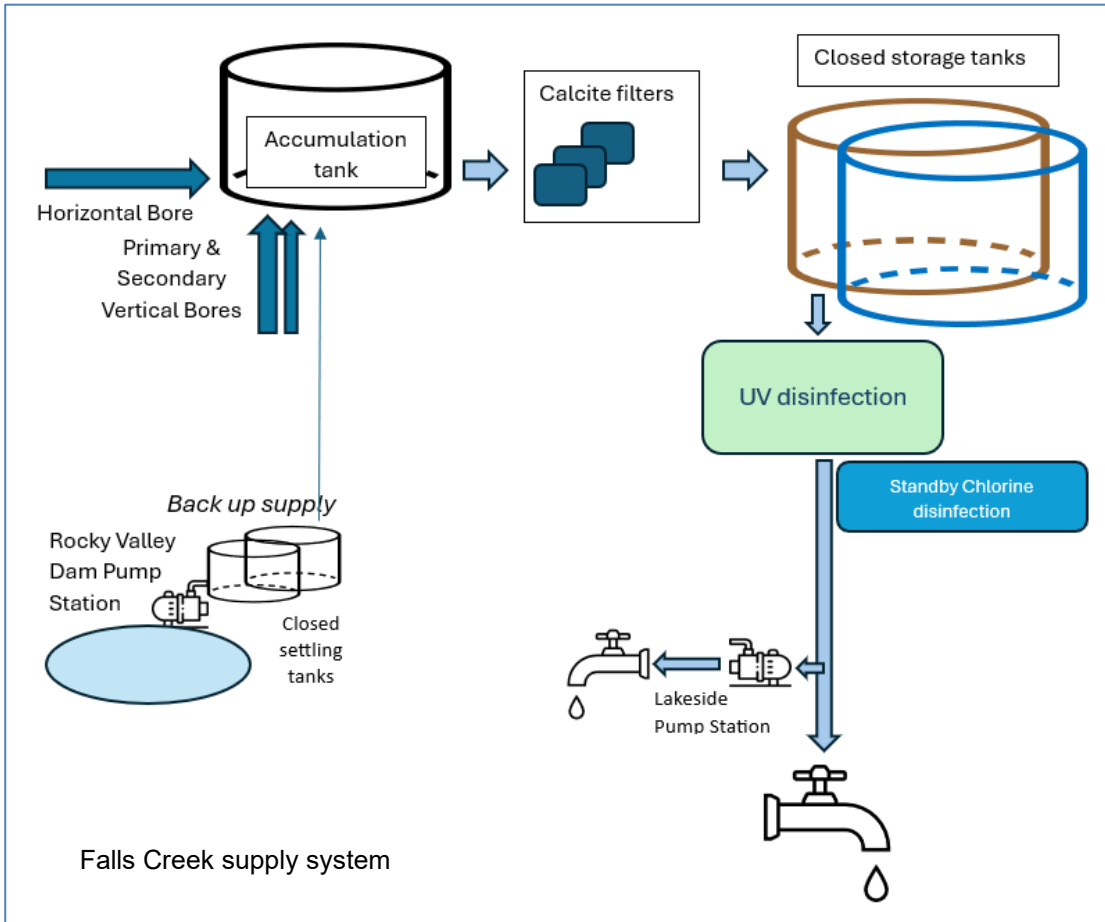 Closed storage tanks
Calcite filters
Accumulation
tank
Horizontal Bore
Primary &
Secondary
Vertical Bores
UV disinfection
Standby Chlorine
disinfection
Back up supply
Rocky Valley
Dam Pump
Station
Closed
settling
tanks
Lakeside
Pump Station
Falls Creek supply system